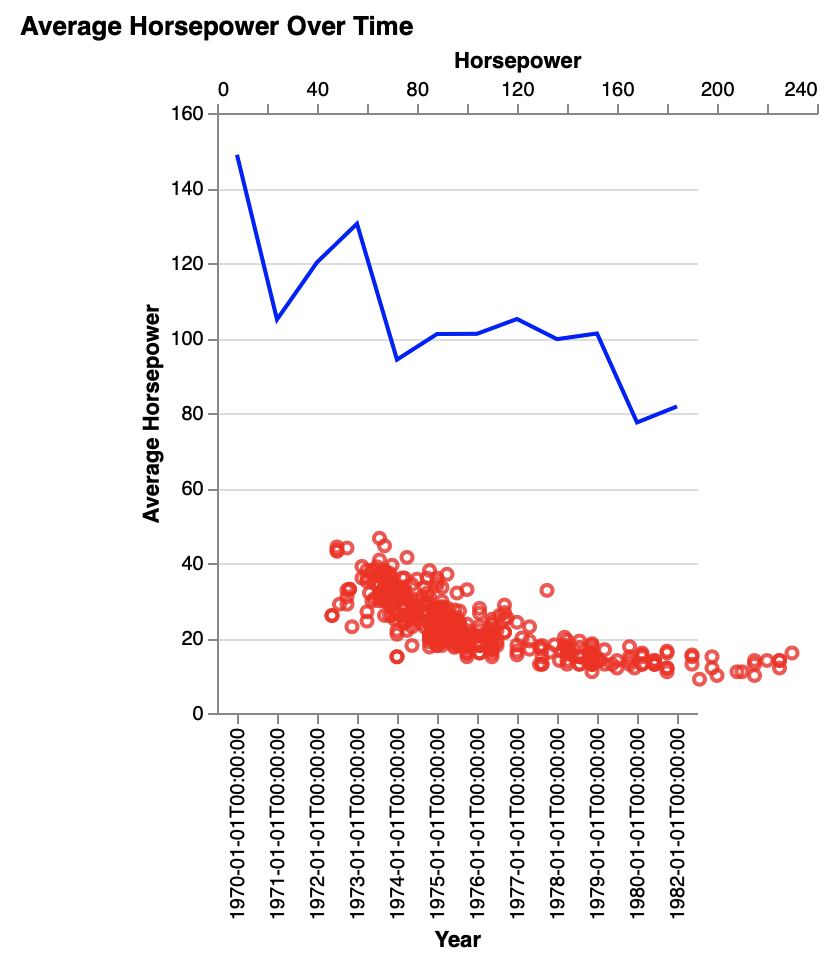 Average Horsepower Over Time
Horsepower
0 40 80 120 160 200 240
160
140
120
100
80
60
40
20
0
Average Horsepower
1970-01-01T00:00:00
1971-01-01T00:00:00
1972-01-01T00:00:00
1973-01-01T00:00:00
1974-01-01T00:00:00
1975-01-01T00:00:00
1976-01-01T00:00:00
1977-01-01T00:00:00
1978-01-01T00:00:00
1979-01-01T00:00:00
1980-01-01T00:00:00
1982-01-01T00:00:00
Year